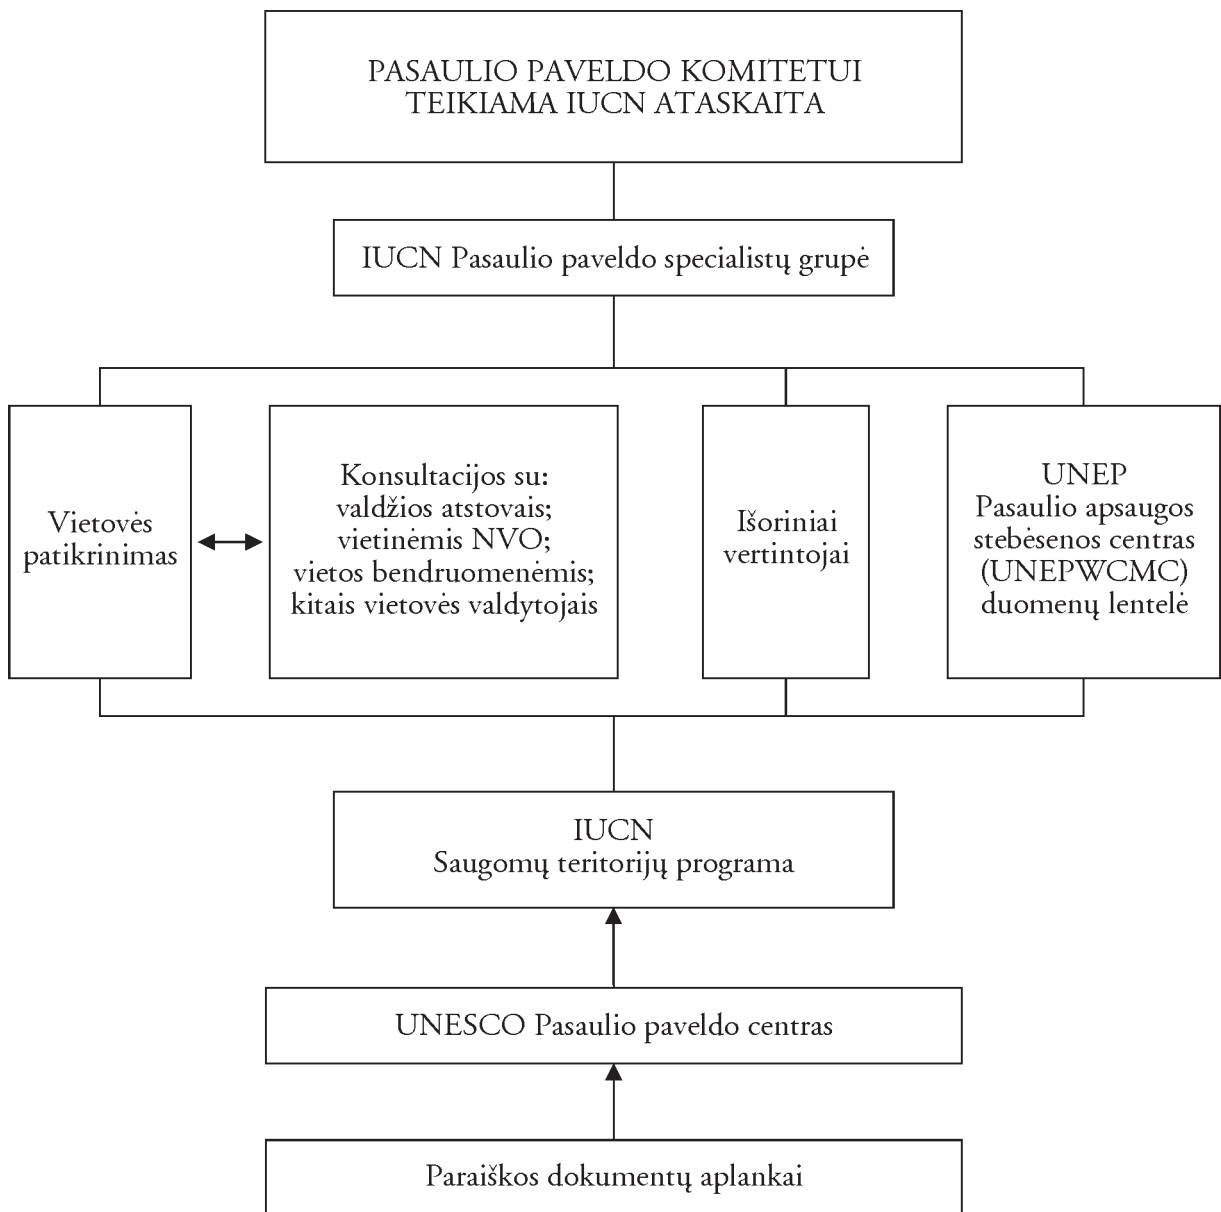 PASAULIO PAVELDO KOMITETUI
TEIKIAMA IUCN ATASKAITA
IUCN Pasaulio paveldo specialistų grupė
Vietovės
patikrinimas
Konsultacijos su:
valdžios atstovais;
vietinėmis NVO;
vietos bendruomenėmis;
kitais vietovės valdytojais
Išoriniai
vertintojai
UNEP
Pasaulio apsaugos
stebėsenos centras
(UNEPWCMC)
duomenų lentelė
IUCN
Saugomų teritorijų programa
UNESCO Pasaulio paveldo centras
Paraiškos dokumentų aplankai